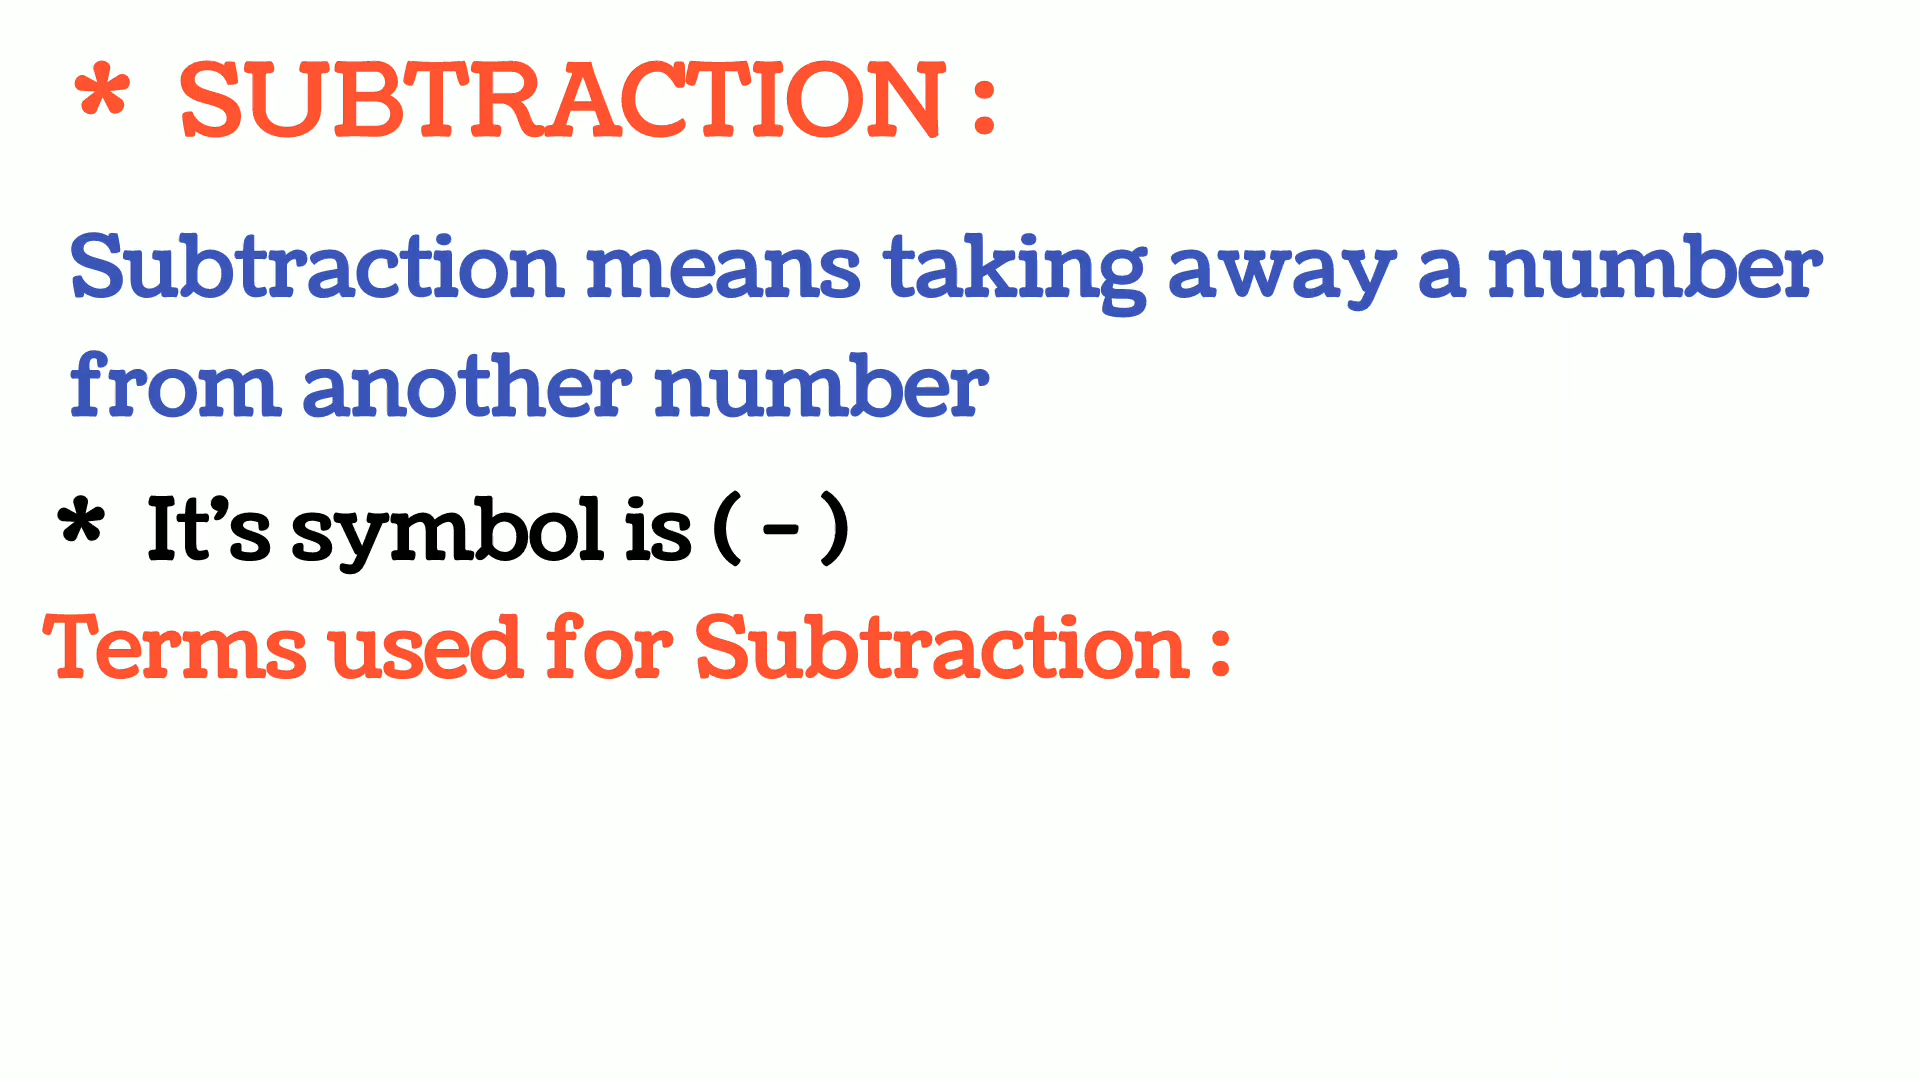 * SUBTRACTION :
Subtraction means taking away a number
from another number
* It's symbol is ( - )
Terms used for Subtraction :